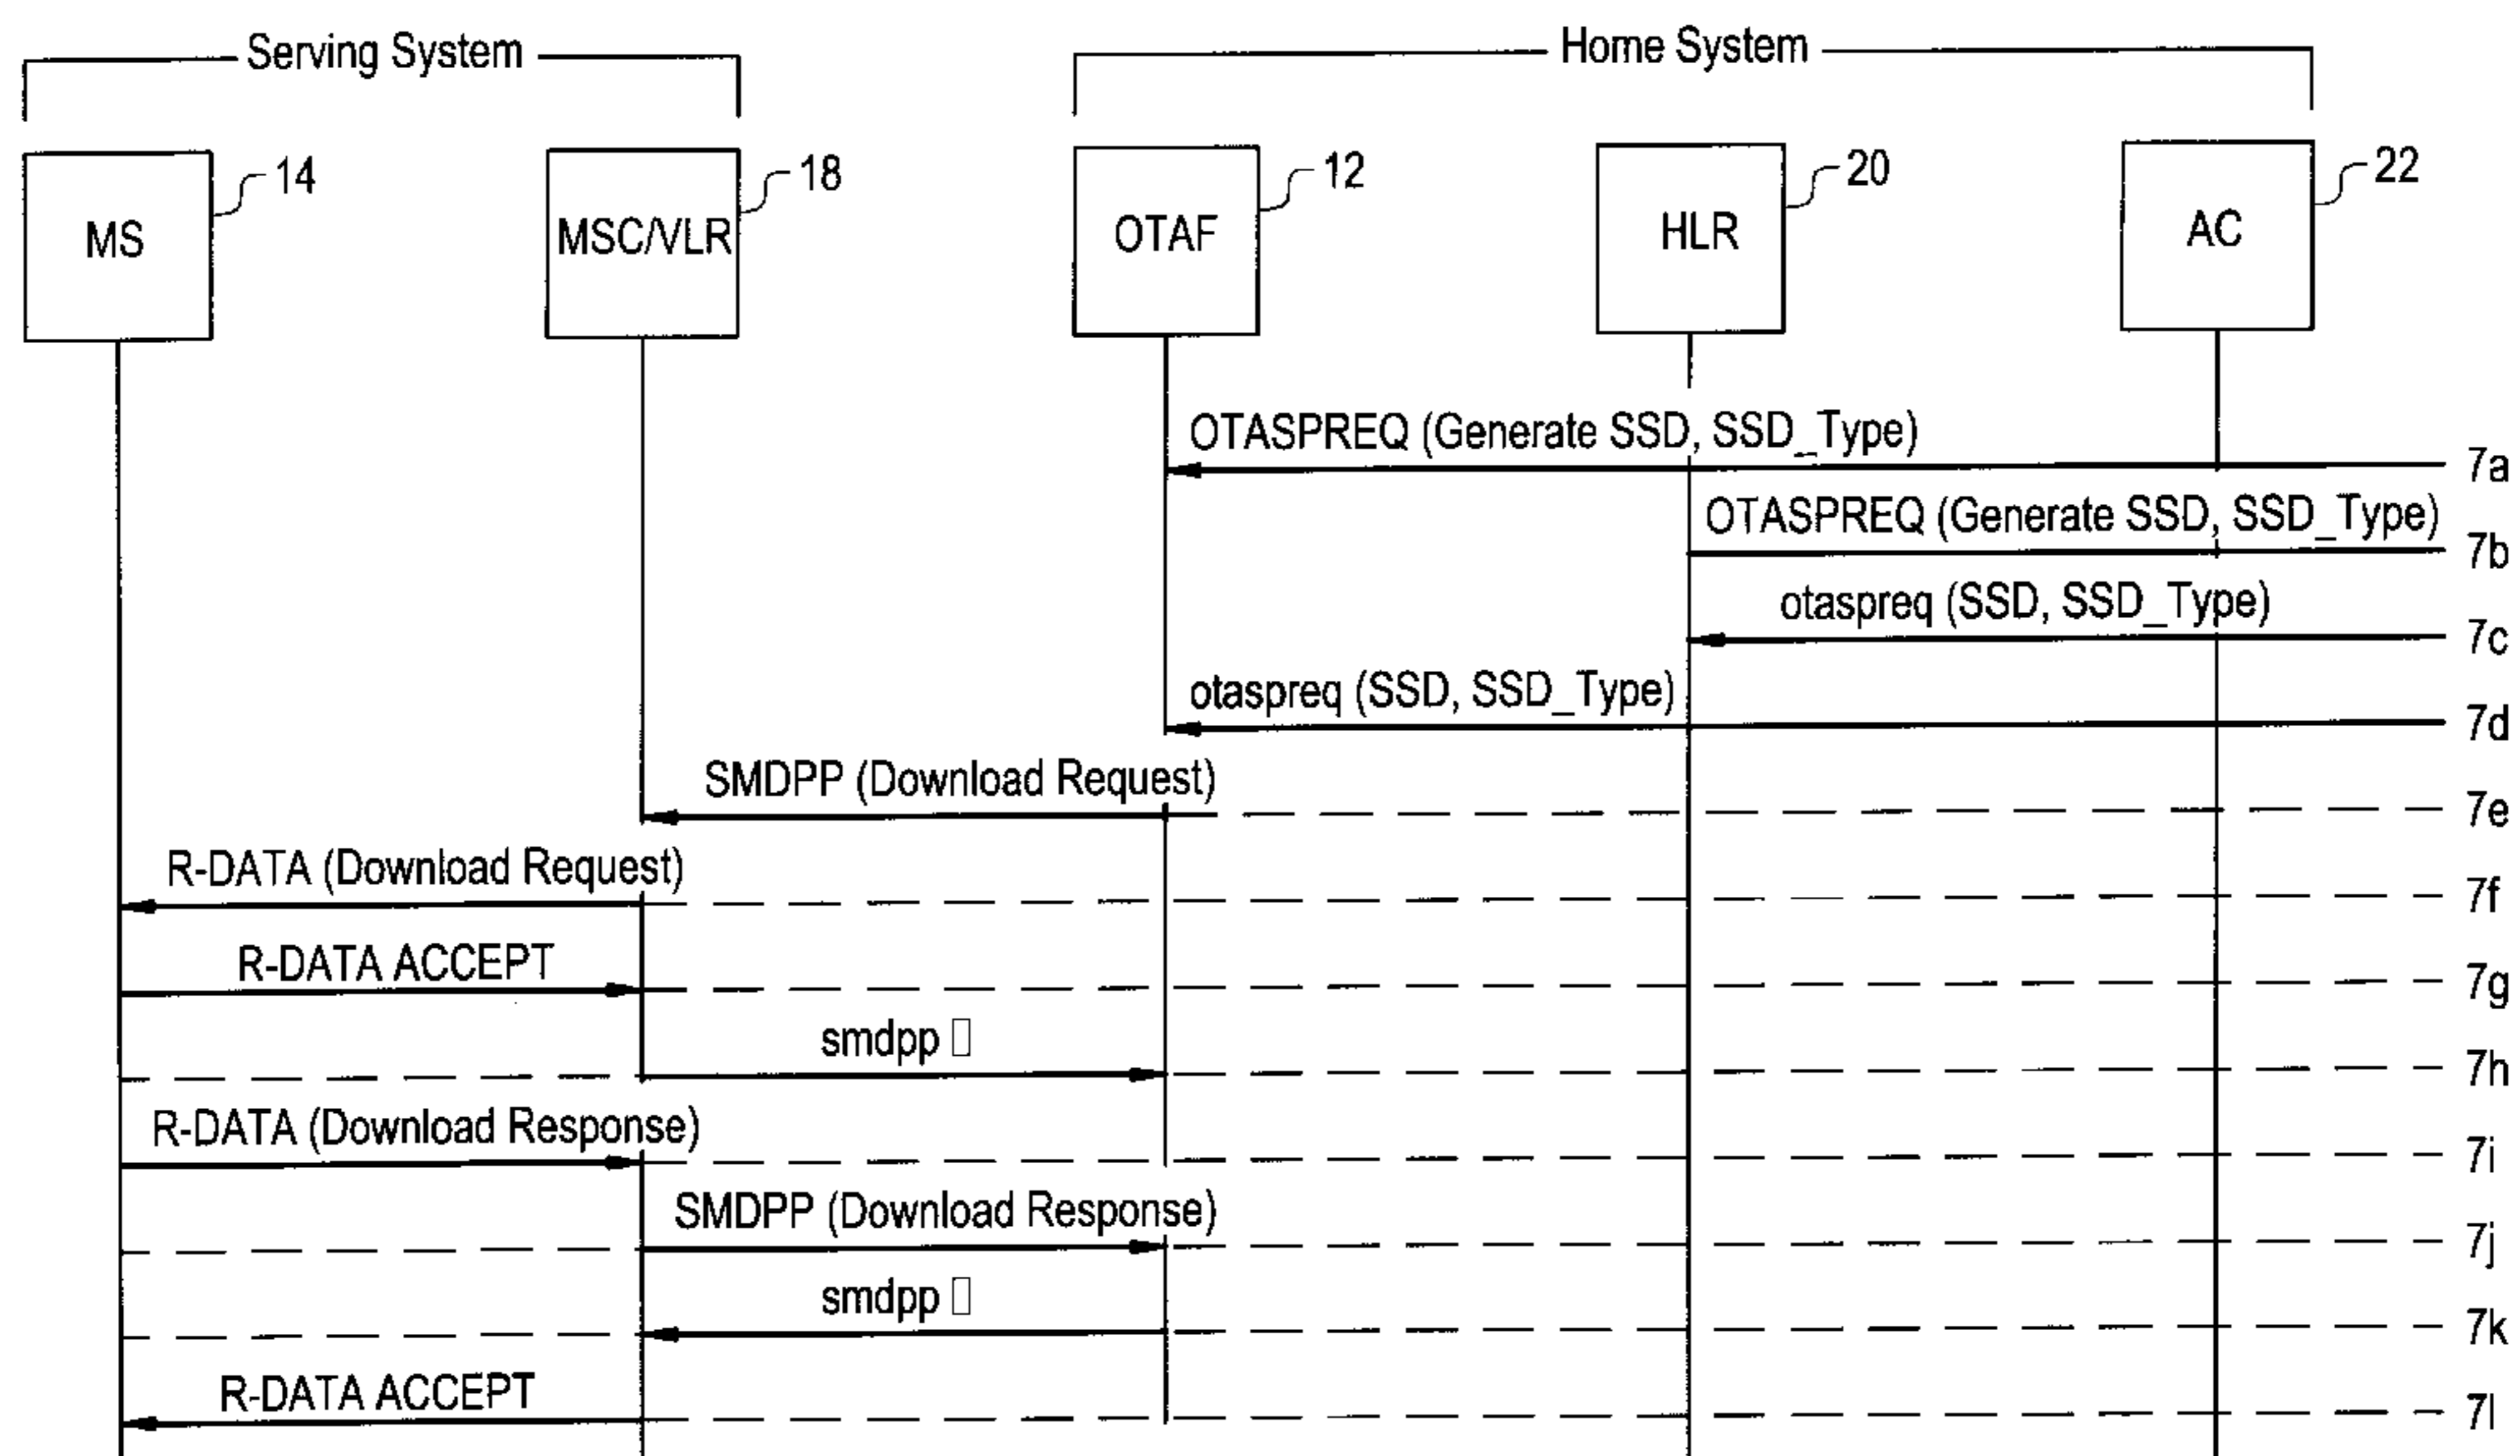 Serving System
Home System
14
18
12
20
22
MS
MSC/VLR
OTAF
HLR
AC
OTASPREQ (Generate SSD, SSD_Type)
7a
OTASPREQ (Generate SSD, SSD_Type)
7b
otaspreq (SSD, SSD_Type)
7c
otaspreq (SSD, SSD_Type)
7d
SMDPP (Download Request)
7e
R-DATA (Download Request)
7f
R-DATA ACCEPT
7g
smdpp ▯
7h
R-DATA (Download Response)
7i
SMDPP (Download Response)
7j
smdpp ▯
7k
R-DATA ACCEPT
7l